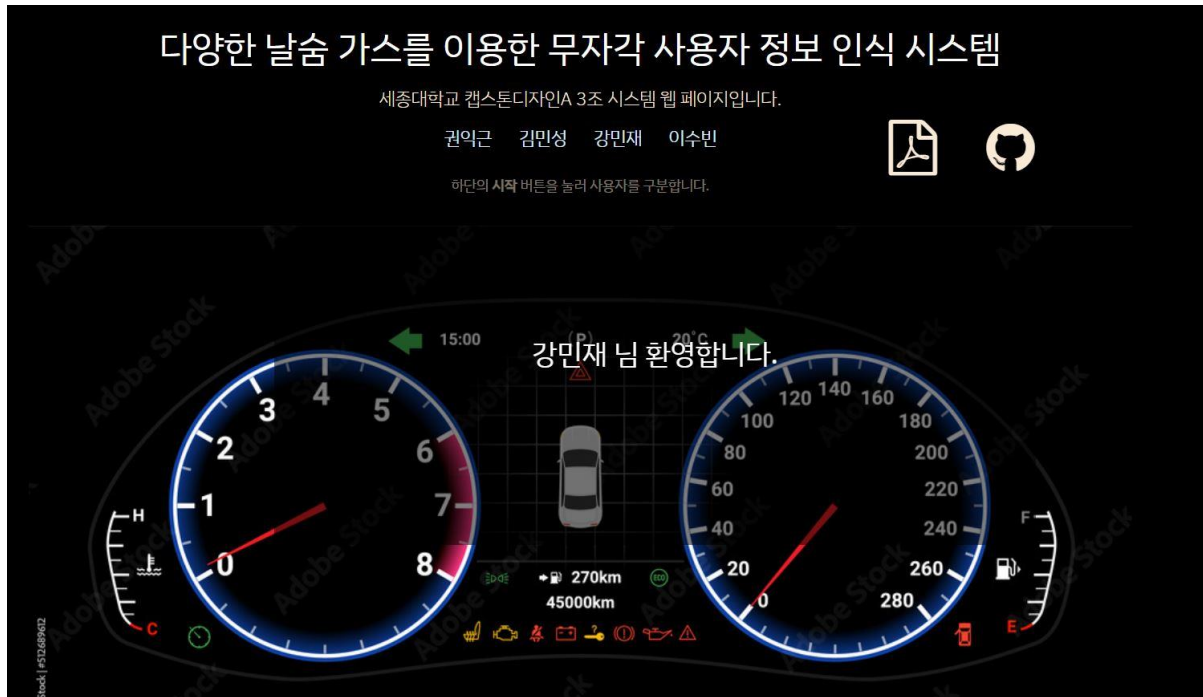 다양한 날숨 가스를 이용한 무자각 사용자 정보 인식 시스템
세종대학교 캡스톤디자인A 3조 시스템 웹 페이지입니다.
권익근 김민성 강민재 이수빈
하단의 시작 버튼을 눌러 사용자를 구분합니다.
15:00 (P) 20°C
강민재 님 환영합니다.
0 1 2 3 4 5 6 7 8
0 20 40 60 80 100 120 140 160 180 200 220 240 260 280
H
C
F
E
270km
ECO
45000km
Adobe Stock
Stock | #512689612